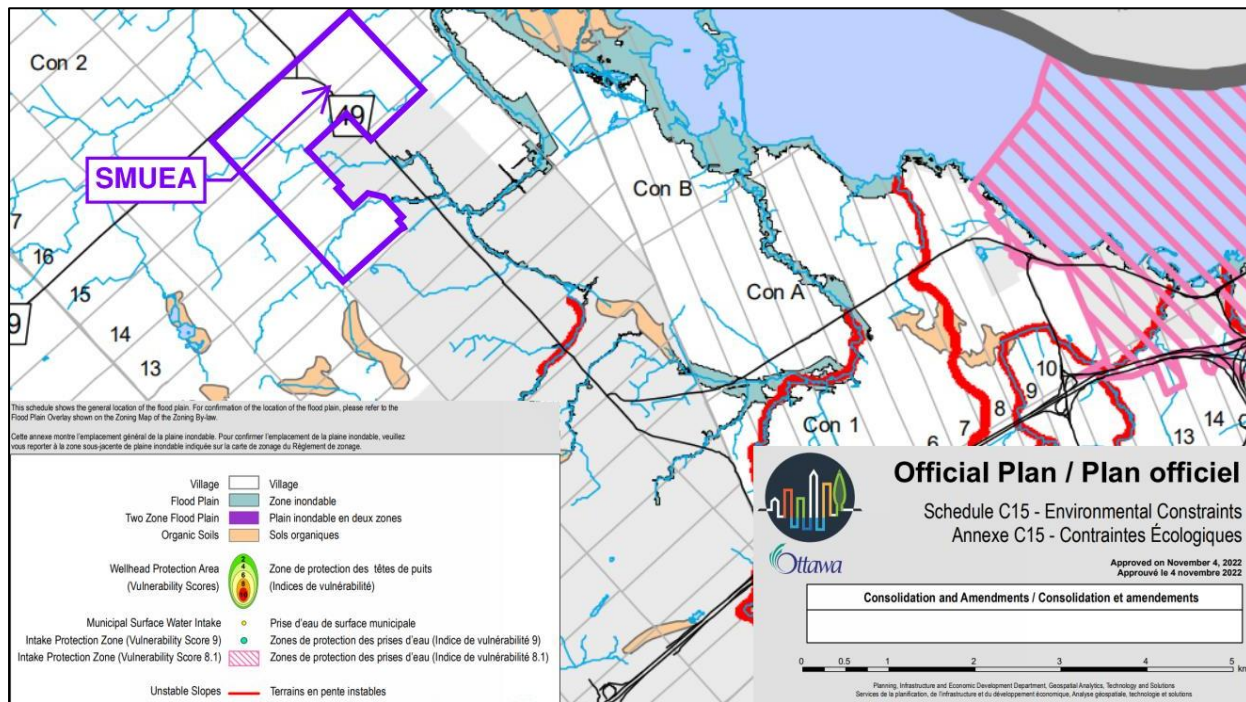 Con 2
49
SMUEA
Con B
7
16
15
9
14
13
Con A
10
9
8
7
6
Con 1
14
13
This schedule shows the general location of the flood plain. For confirmation of the location of the flood plain, please refer to the
Flood Plain Overlay shown on the Zoning Map of the Zoning By-law.
Cette annexe montre l'emplacement général de la plaine inondable. Pour confirmer l'emplacement de la plaine inondable, veuillez
vous reporter à la zone sous-jacente de plaine inondable indiquée sur la carte de zonage du Règlement de zonage.
Village Village
Flood Plain Zone inondable
Two Zone Flood Plain Plain inondable en deux zones
Organic Soils Sols organiques
2
4
6
8
10
Wellhead Protection Area Zone de protection des têtes de puits
(Vulnerability Scores) (Indices de vulnérabilité)
Municipal Surface Water Intake Prise d'eau de surface municipale
Intake Protection Zone (Vulnerability Score 9) Zones de protection des prises d'eau (Indice de vulnérabilité 9)
Intake Protection Zone (Vulnerability Score 8.1) Zones de protection des prises d'eau (Indice de vulnérabilité 8.1)
Unstable Slopes Terrains en pente instables
Official Plan / Plan officiel
Schedule C15 - Environmental Constraints
Annexe C15 - Contraintes Écologiques
Ottawa
Approved on November 4, 2022
Approuvé le 4 novembre 2022
Consolidation and Amendments / Consolidation et amendements
0 0.5 1 2 3 4 5
km
Planning, Infrastructure and Economic Development Department, Geospatial Analytics, Technology and Solutions
Services de la planification, de l'infrastructure et du développement économique, Analyse géospatiale, technologie et solutions